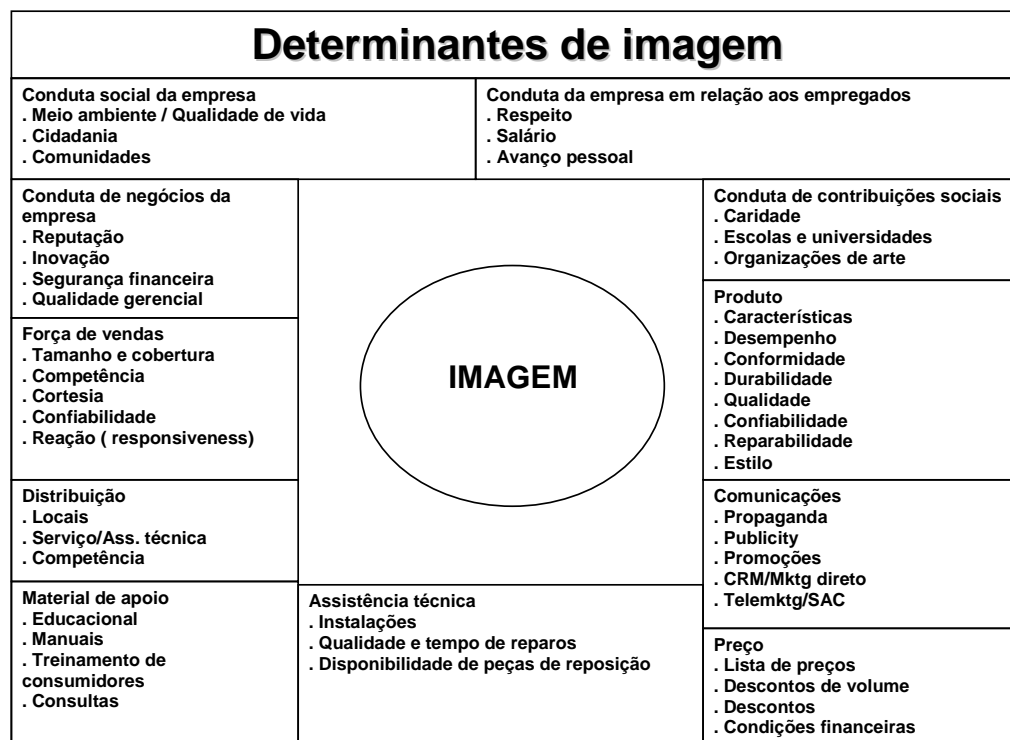 Determinantes de imagem
Conduta social da empresa
. Meio ambiente / Qualidade de vida
. Cidadania
. Comunidades
Conduta da empresa em relação aos empregados
. Respeito
. Salário
. Avanço pessoal
Conduta de negócios da
empresa
. Reputação
. Inovação
. Segurança financeira
. Qualidade gerencial
Conduta de contribuições sociais
. Caridade
. Escolas e universidades
. Organizações de arte
Força de vendas
. Tamanho e cobertura
. Competência
. Cortesia
. Confiabilidade
. Reação ( responsiveness)
IMAGEM
Produto
. Características
. Desempenho
. Conformidade
. Durabilidade
. Qualidade
. Confiabilidade
. Reparabilidade
. Estilo
Distribuição
. Locais
. Serviço/Ass. técnica
. Competência
Comunicações
. Propaganda
. Publicity
. Promoções
. CRM/Mktg direto
. Telemktg/SAC
Material de apoio
. Educacional
. Manuais
. Treinamento de
consumidores
. Consultas
Assistência técnica
. Instalações
. Qualidade e tempo de reparos
. Disponibilidade de peças de reposição
Preço
. Lista de preços
. Descontos de volume
. Descontos
. Condições financeiras